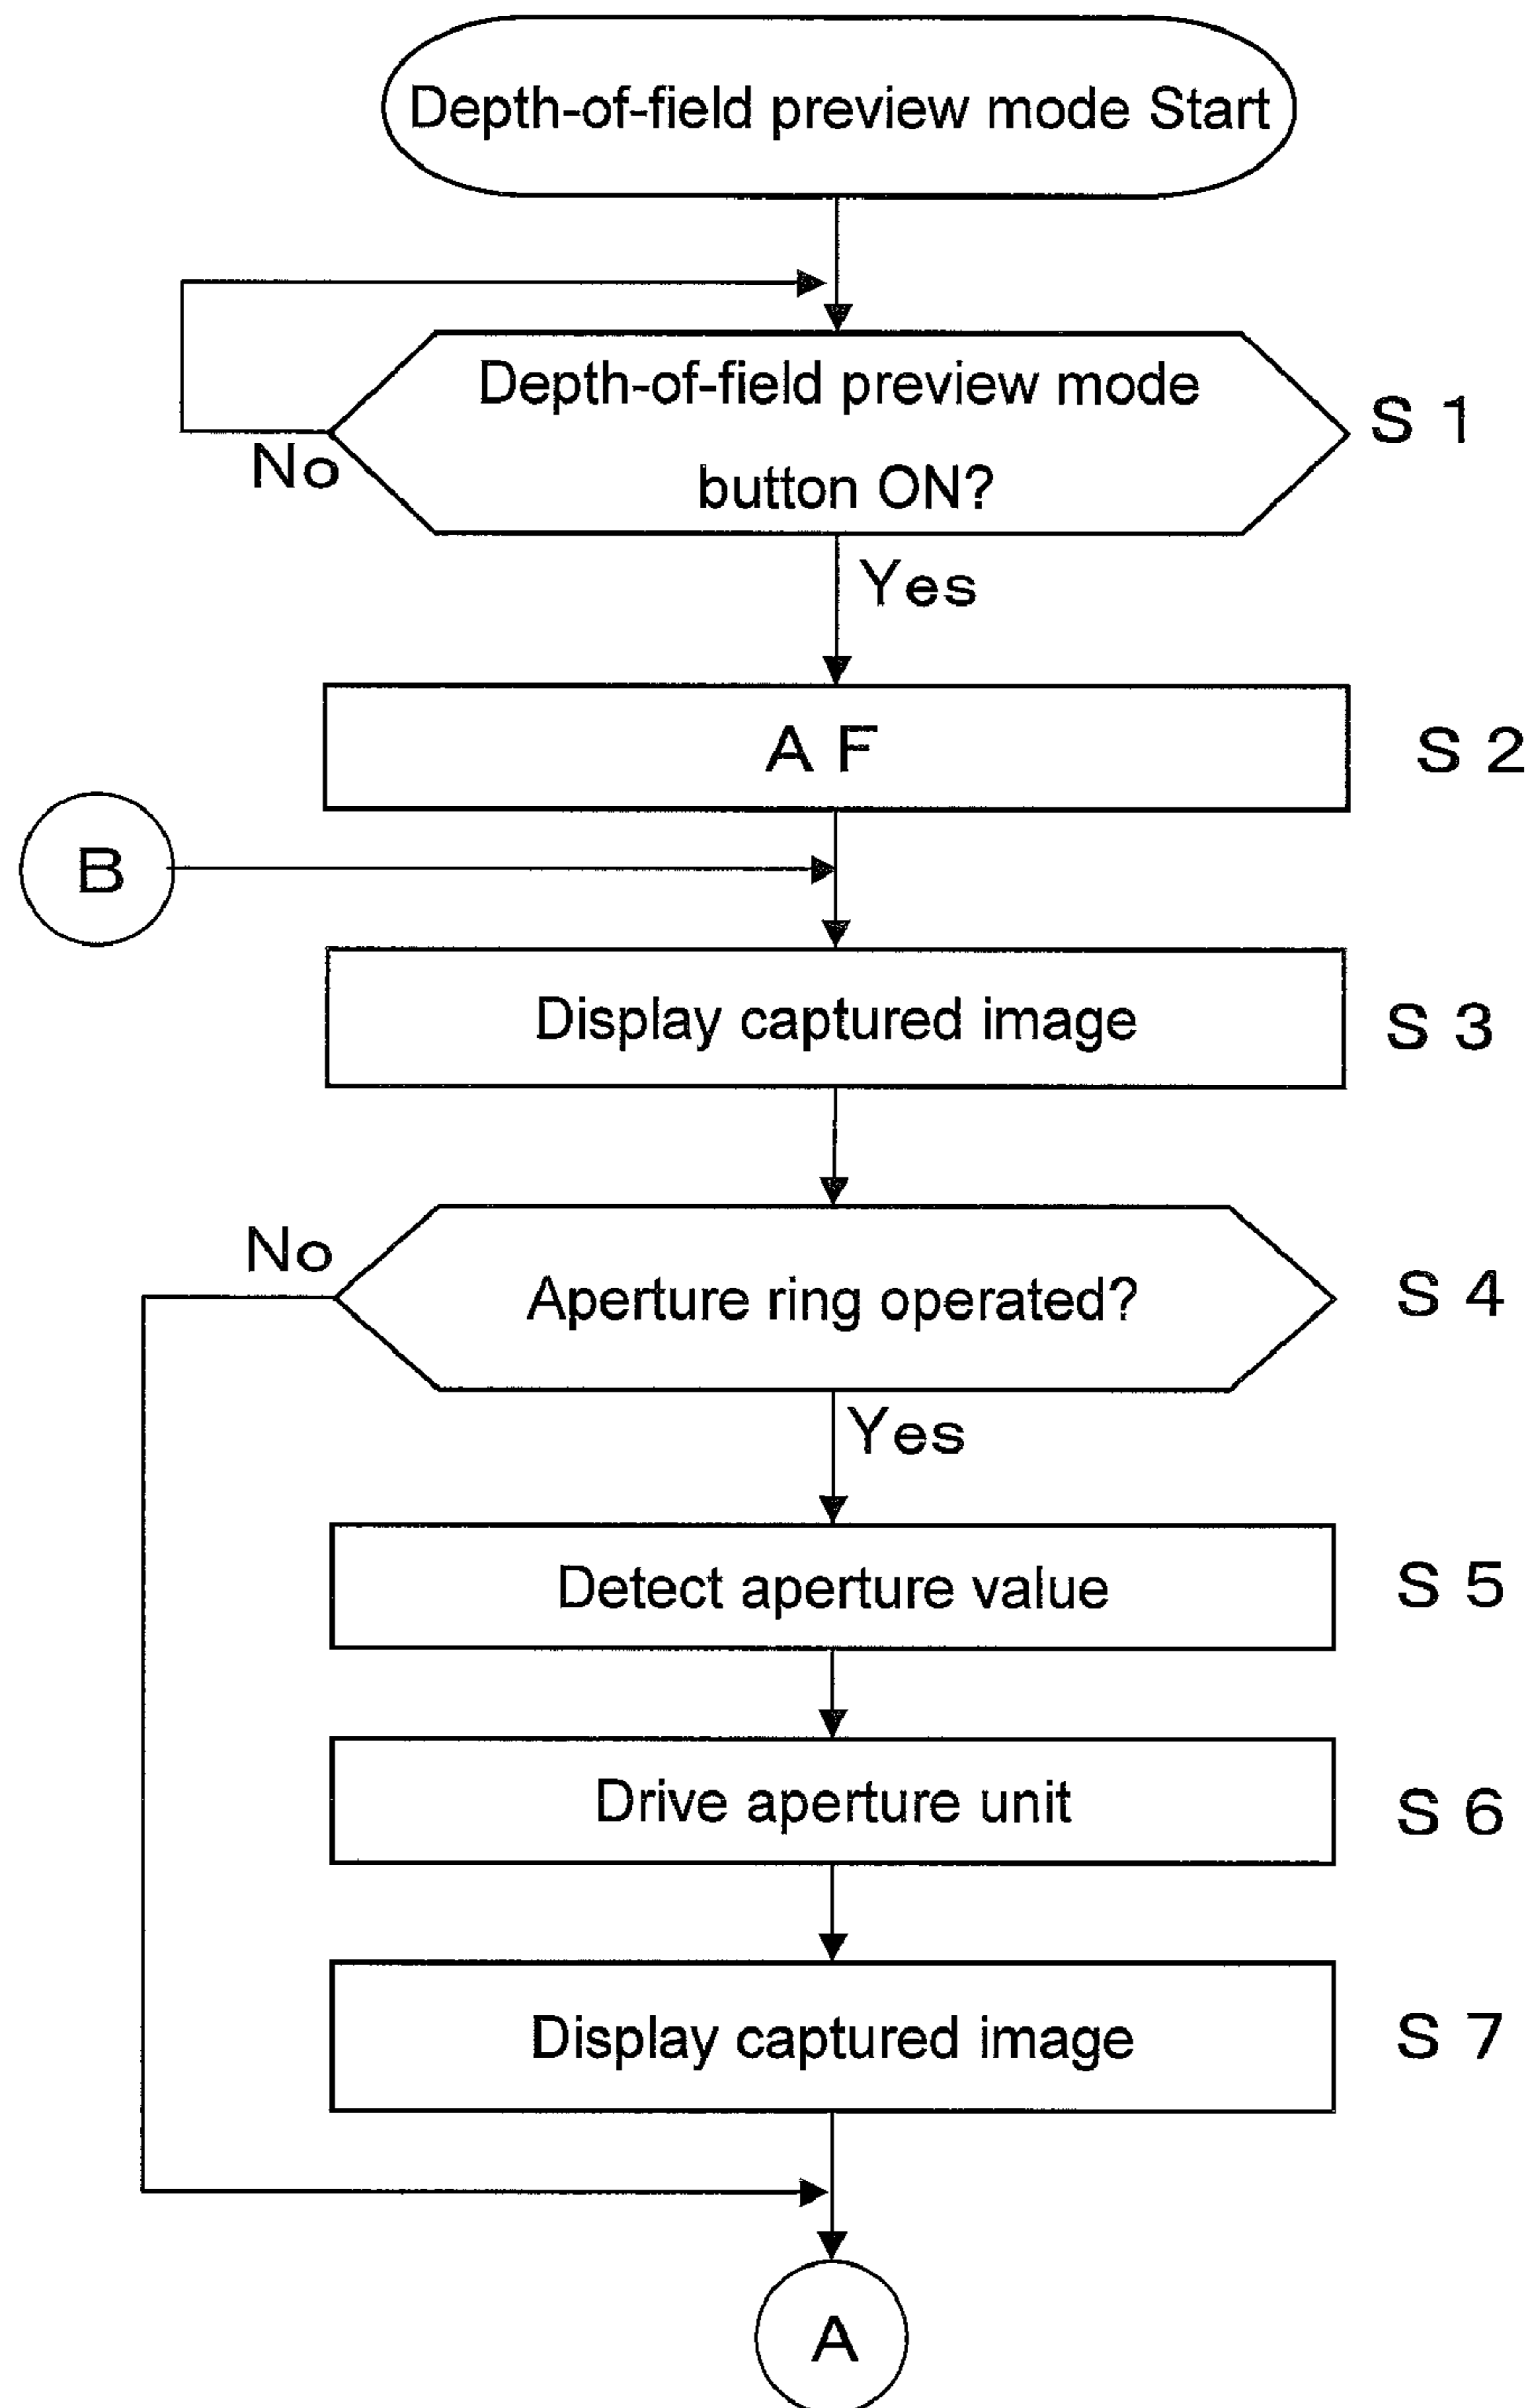 Depth-of-field preview mode Start
Depth-of-field preview mode
button ON?
S 1
No
Yes
A F
S 2
B
Display captured image
S 3
No
Aperture ring operated?
S 4
Yes
Detect aperture value
S 5
Drive aperture unit
S 6
Display captured image
S 7
A